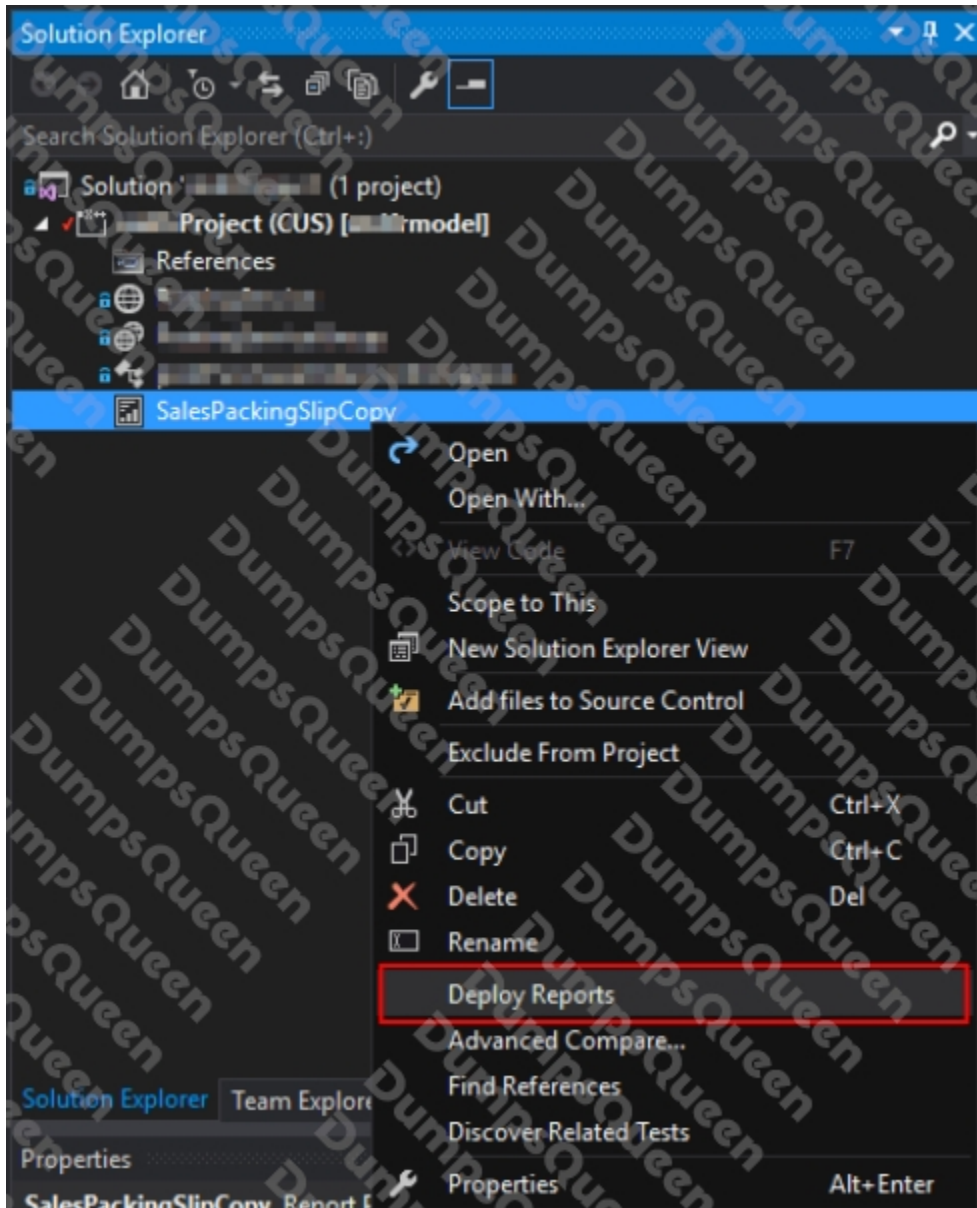 Solution Explorer
Search Solution Explorer (Ctrl+;)
Solution ' (1 project)
Project (CUS) [ rmodel]
References
SalesPackingSlipCopy
Open
Open With...
View Code F7
Scope to This
New Solution Explorer View
Add files to Source Control
Exclude From Project
Cut Ctrl+X
Copy Ctrl+C
Delete Del
Rename
Deploy Reports
Advanced Compare...
Find References
Discover Related Tests
Properties Alt+Enter
Solution Explorer Team Explore
Properties
SalesPackingSlipCopy Report
DumpsQueen